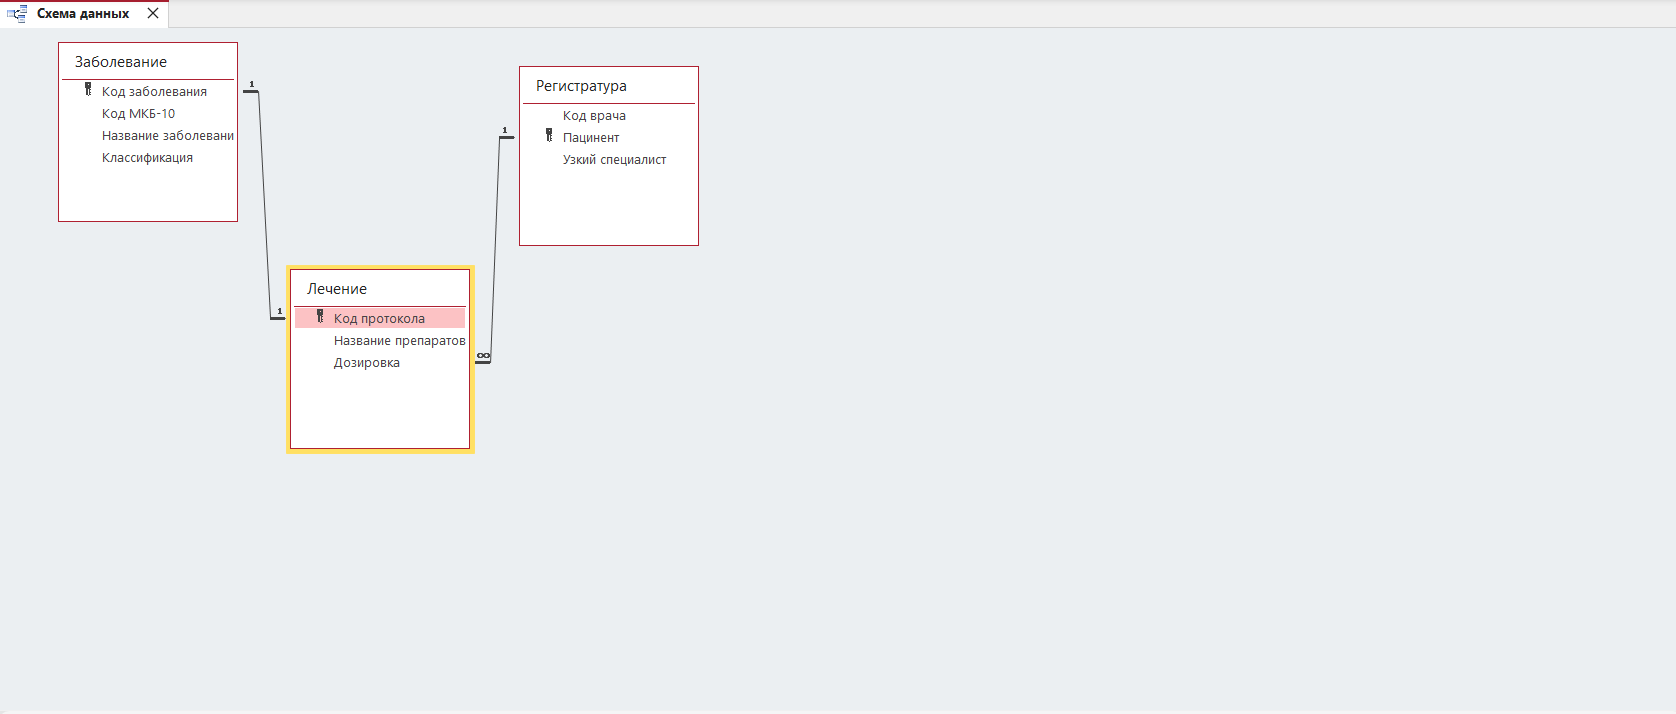 Схема данных
Заболевание
1
Код заболевания
Код МКБ-10
Название заболевани
Классификация
Регистратура
Код врача
1
Пацинент
Узкий специалист
Лечение
1
Код протокола
Название препаратов
∞
Дозировка